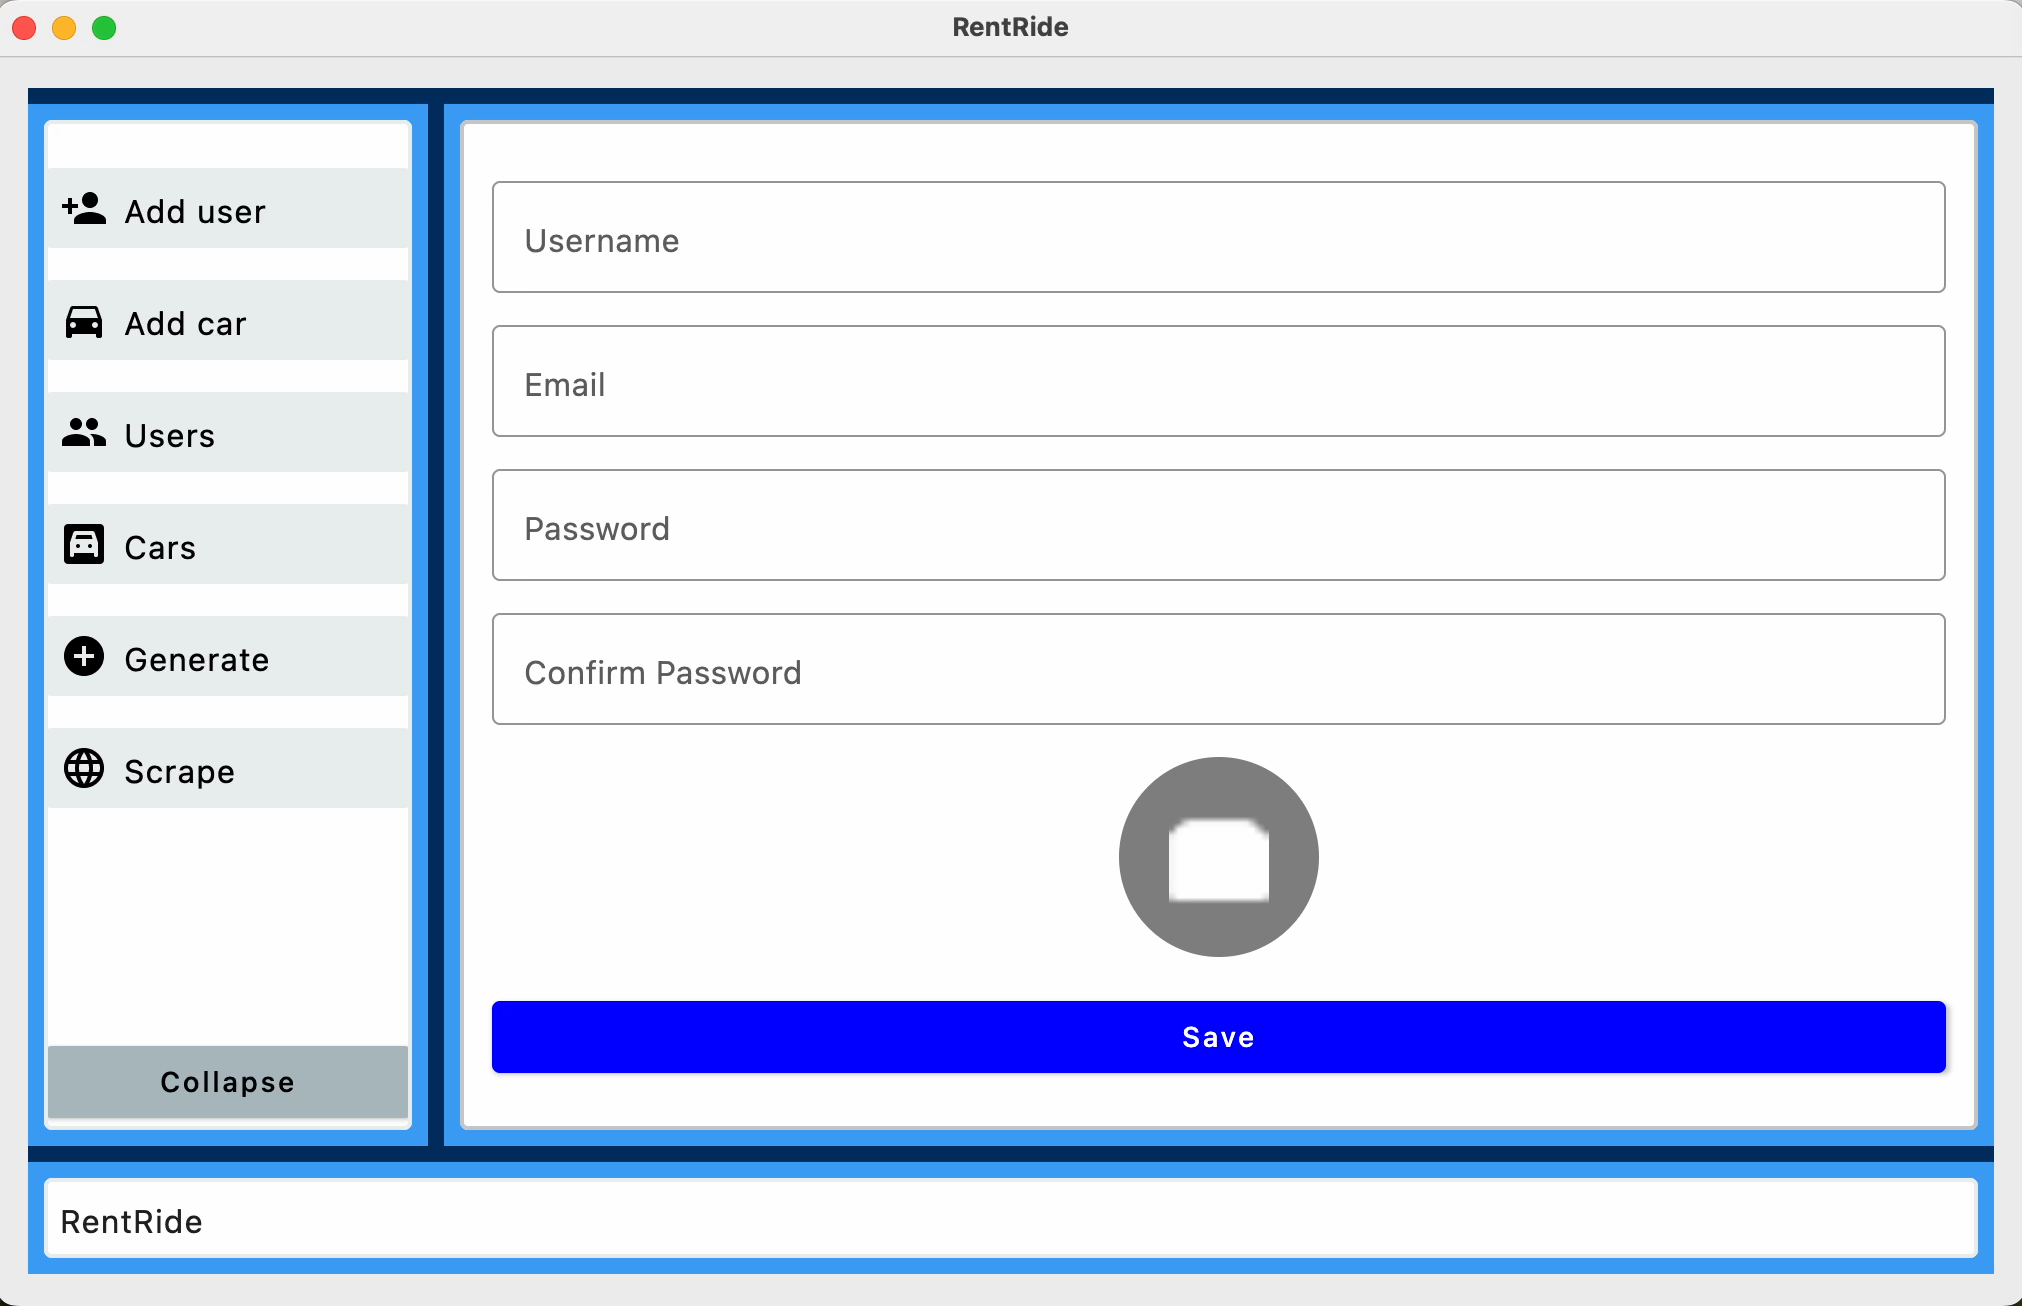 RentRide
Add user
Add car
Users
Cars
Generate
Scrape
Collapse
Username
Email
Password
Confirm Password
Save
RentRide